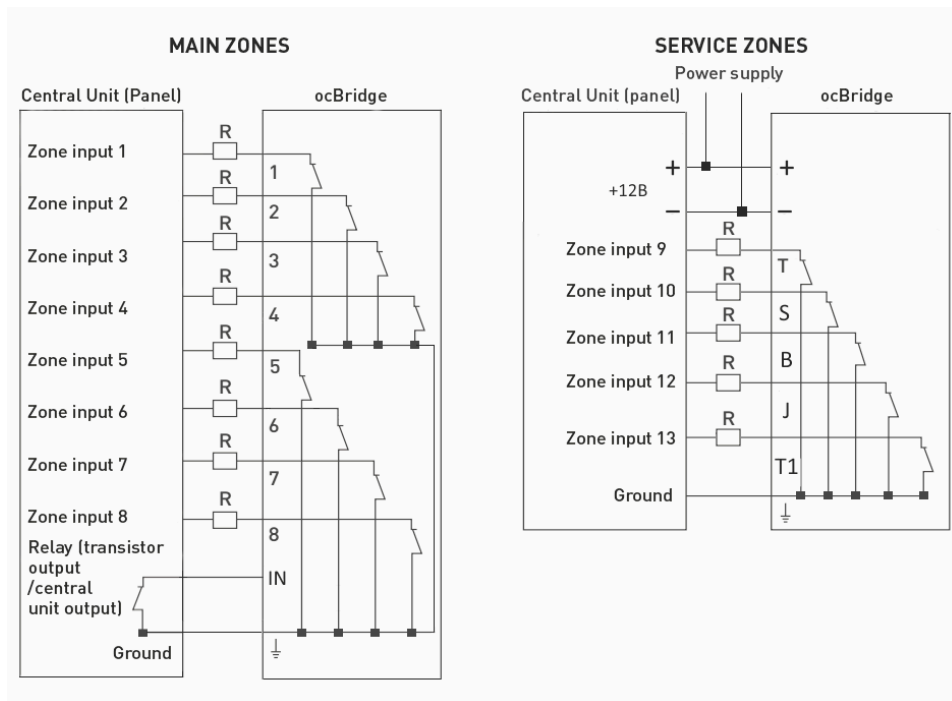 MAIN ZONES
Central Unit (Panel)
ocBridge
Zone input 1
R
1
Zone input 2
R
2
Zone input 3
R
3
Zone input 4
R
4
Zone input 5
R
5
Zone input 6
R
6
Zone input 7
R
7
Zone input 8
R
8
Relay (transistor
output
/central
unit output)
IN
Ground
SERVICE ZONES
Power supply
Central Unit (panel)
ocBridge
+
+
+12B
−
−
Zone input 9
R
T
Zone input 10
R
S
Zone input 11
R
B
Zone input 12
R
J
Zone input 13
R
T1
Ground